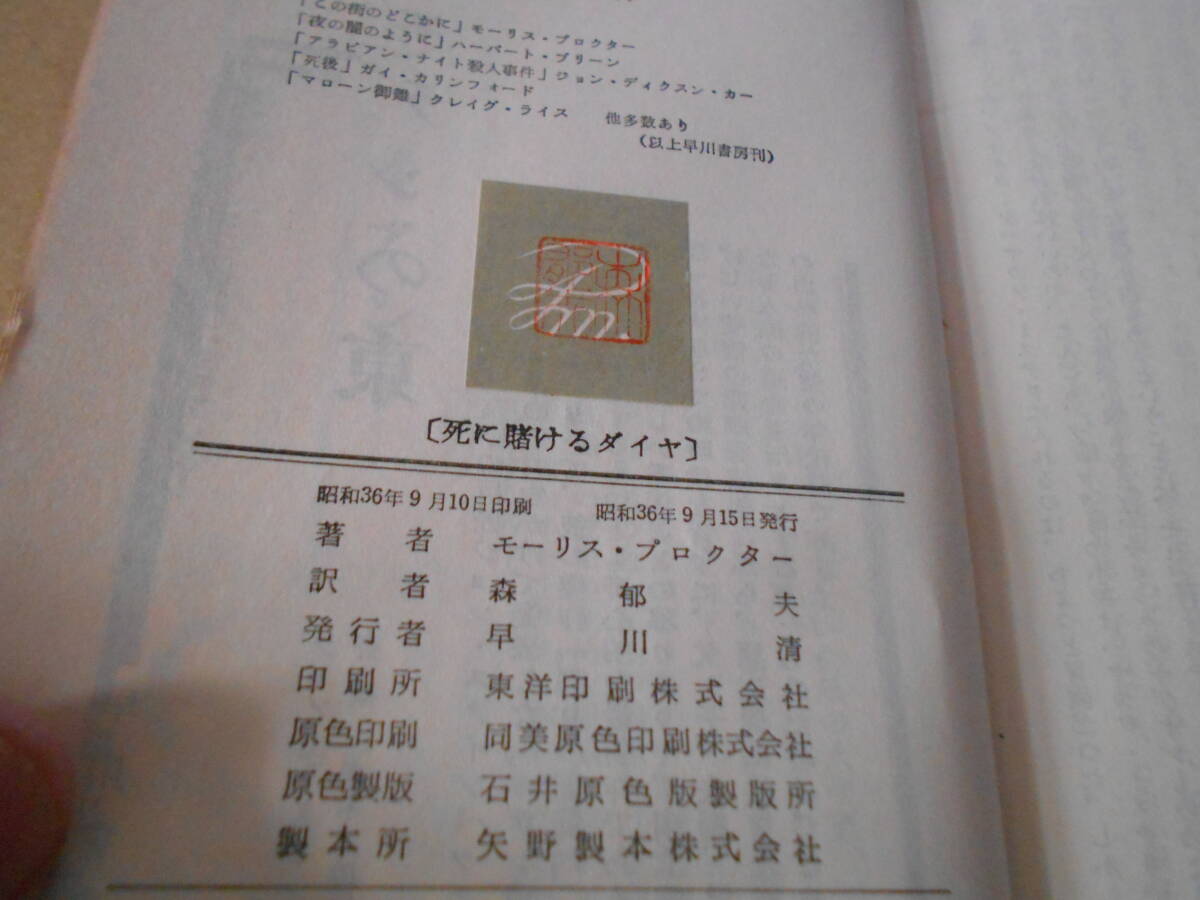 「この街のどこかに」モーリス・プロクター
「夜の闇のように」ハーバート・ブリーン
「アラビアン・ナイト殺人事件」ジョン・ディクスン・カー
「死後」ガイ・カリンフォード
「マローン御難」クレイグ・ライス 他多数あり
(以上早川書房刊)
〔死に賭けるダイヤ〕
昭和36年9月10日印刷 昭和36年9月15日発行
著者 モーリス・プロクター
訳者 森郁夫
発行者 早川清
印刷所 東洋印刷株式会社
原色印刷 同美原色印刷株式会社
原色製版 石井原色版製版所
製本所 矢野製本株式会社